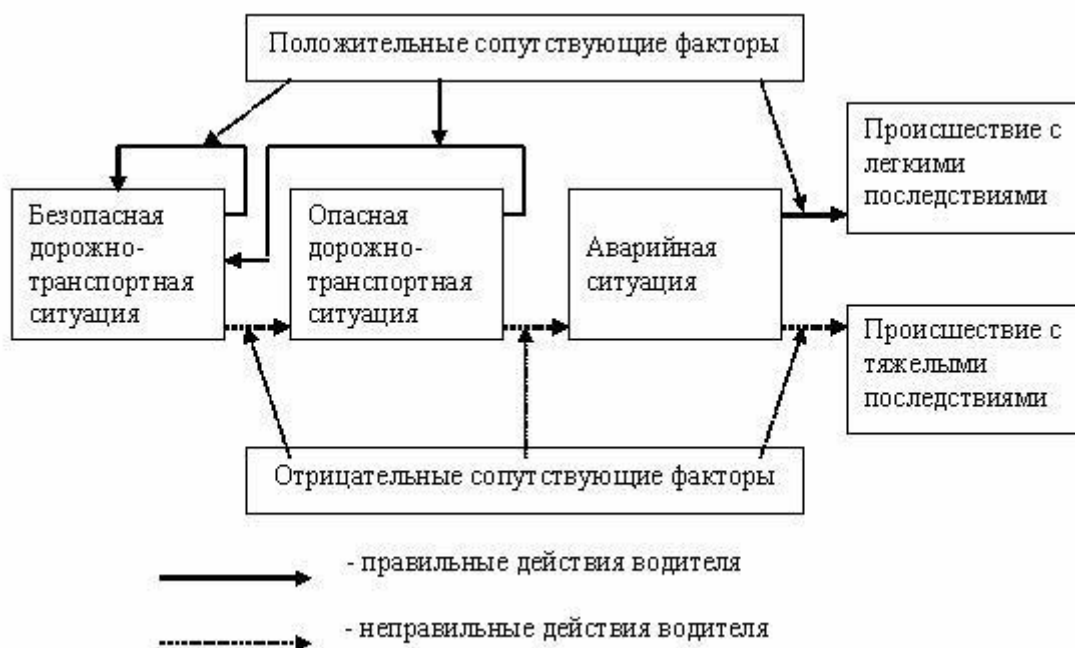 Положительные сопутствующие факторы
Происшествие с
легкими
последствиями
Безопасная
дорожно-
транспортная
ситуация
Опасная
дорожно-
транспортная
ситуация
Аварийная
ситуация
Происшествие с
тяжелыми
последствиями
Отрицательные сопутствующие факторы
- правильные действия водителя
- неправильные действия водителя